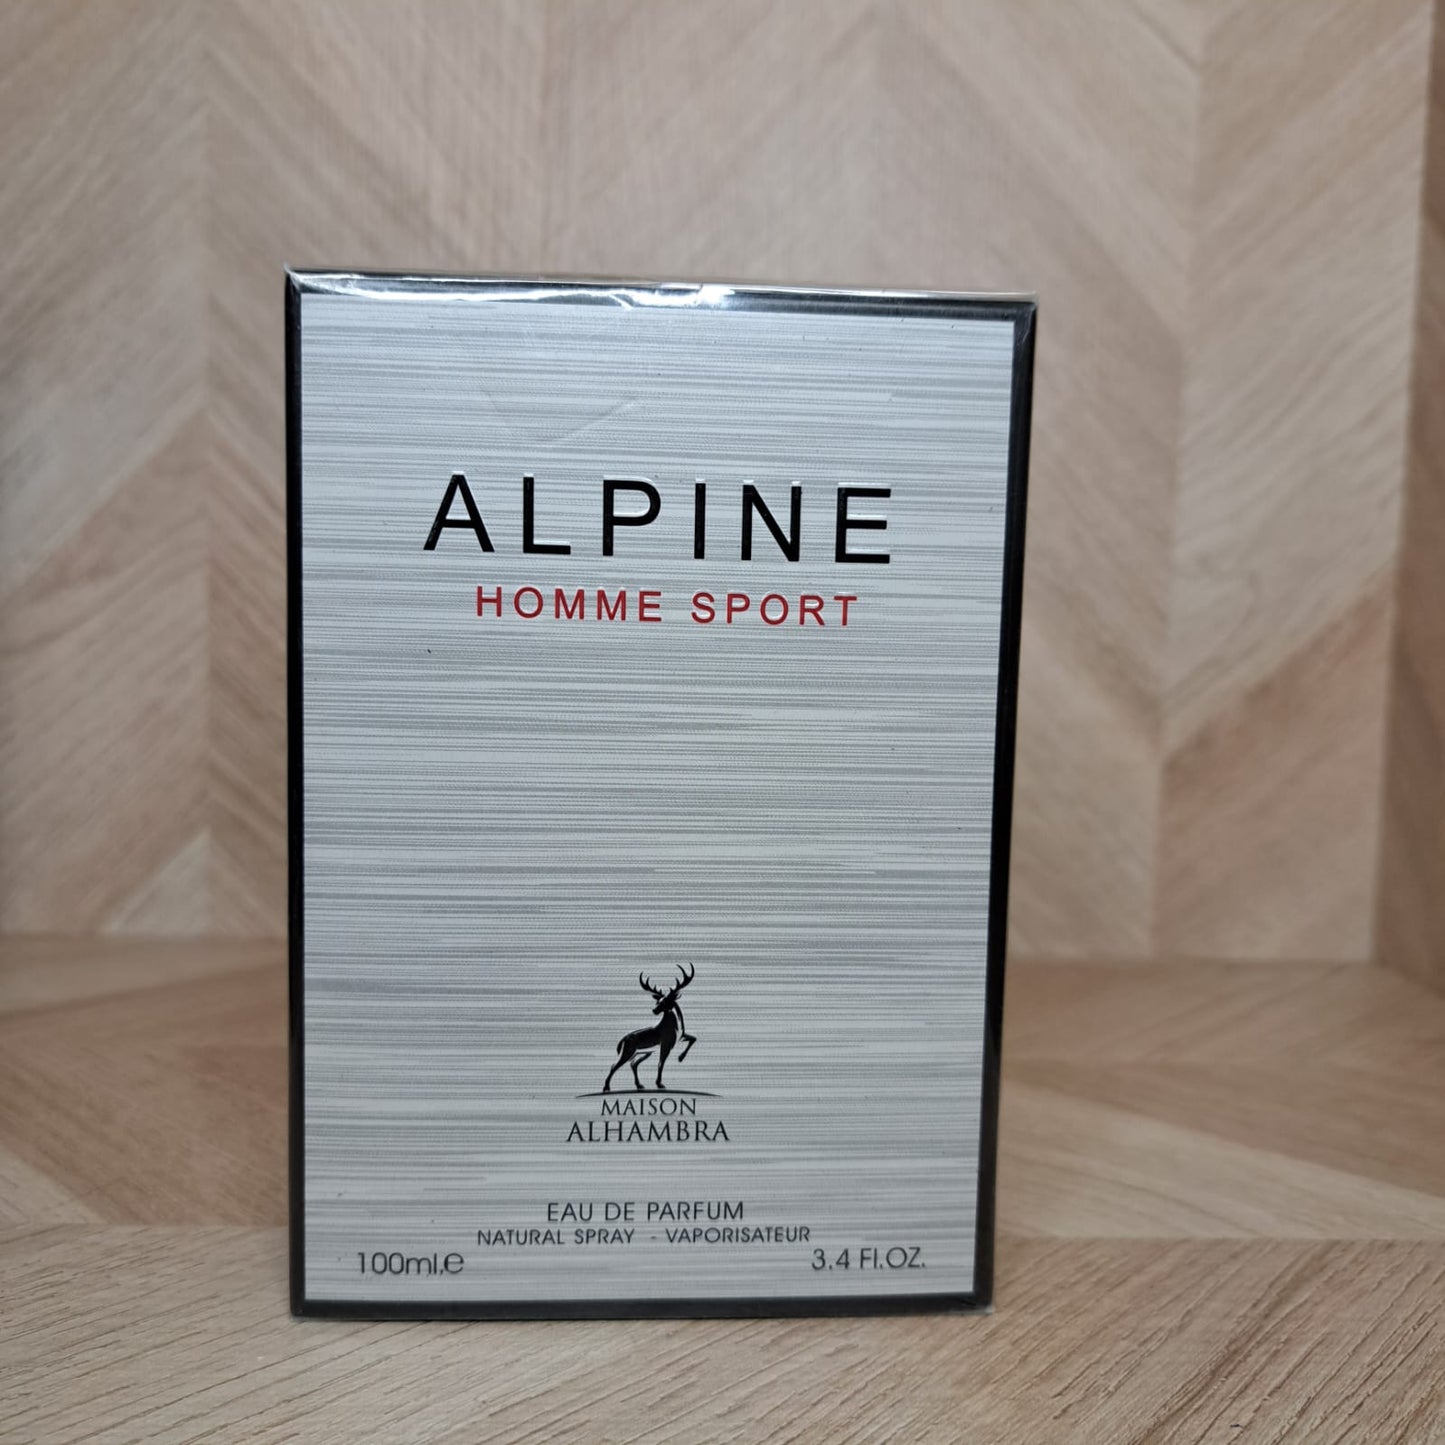 ALPINE
HOMME SPORT
MAISON
ALHAMBRA
EAU DE PARFUM
NATURAL SPRAY - VAPORISATEUR
100ml.e 3.4 Fl.OZ.